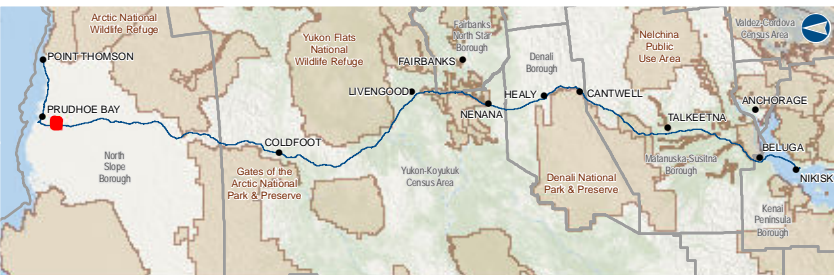 Arctic National
Wildlife Refuge
POINT THOMSON
PRUDHOE BAY
North
Slope
Borough
COLDFOOT
Gates of the
Arctic National
Park & Preserve
Yukon Flats
National
Wildlife Refuge
LIVENGOOD
Fairbanks
North Star
Borough
FAIRBANKS
NENANA
Yukon-Koyukuk
Census Area
Denali
Borough
HEALY
CANTWELL
Denali National
Park & Preserve
Nelchina
Public
Use Area
TALKEETNA
Matanuska-Susitna
Borough
Valdez-Cordova
Census Area
ANCHORAGE
BELUGA
NIKISKI
Kenai
Peninsula
Borough